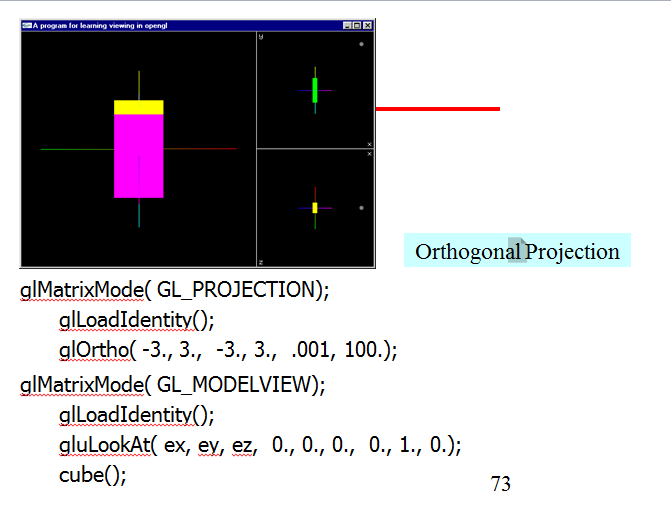 A program for learning viewing in opengl
y
x
x
z
Orthogonal Projection
glMatrixMode( GL_PROJECTION);
glLoadIdentity();
glOrtho( -3., 3., -3., 3., .001, 100.);
glMatrixMode( GL_MODELVIEW);
glLoadIdentity();
gluLookAt( ex, ey, ez, 0., 0., 0., 0., 1., 0.);
cube();
73